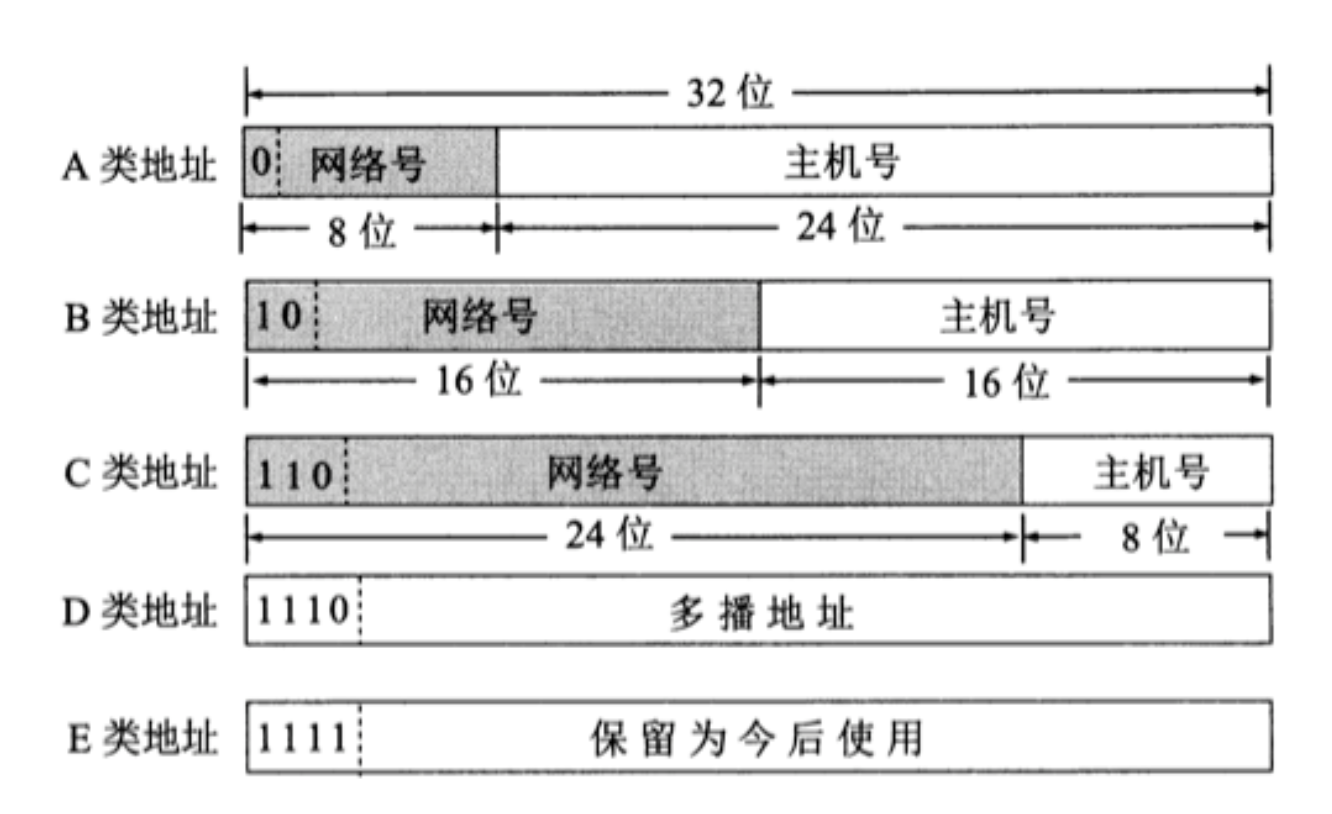 32 位
A 类地址 0 网络号 主机号
8 位 24 位
B 类地址 10 网络号 主机号
16 位 16 位
C 类地址 110 网络号 主机号
24 位 8 位
D 类地址 1110 多播地址
E 类地址 1111 保留为今后使用